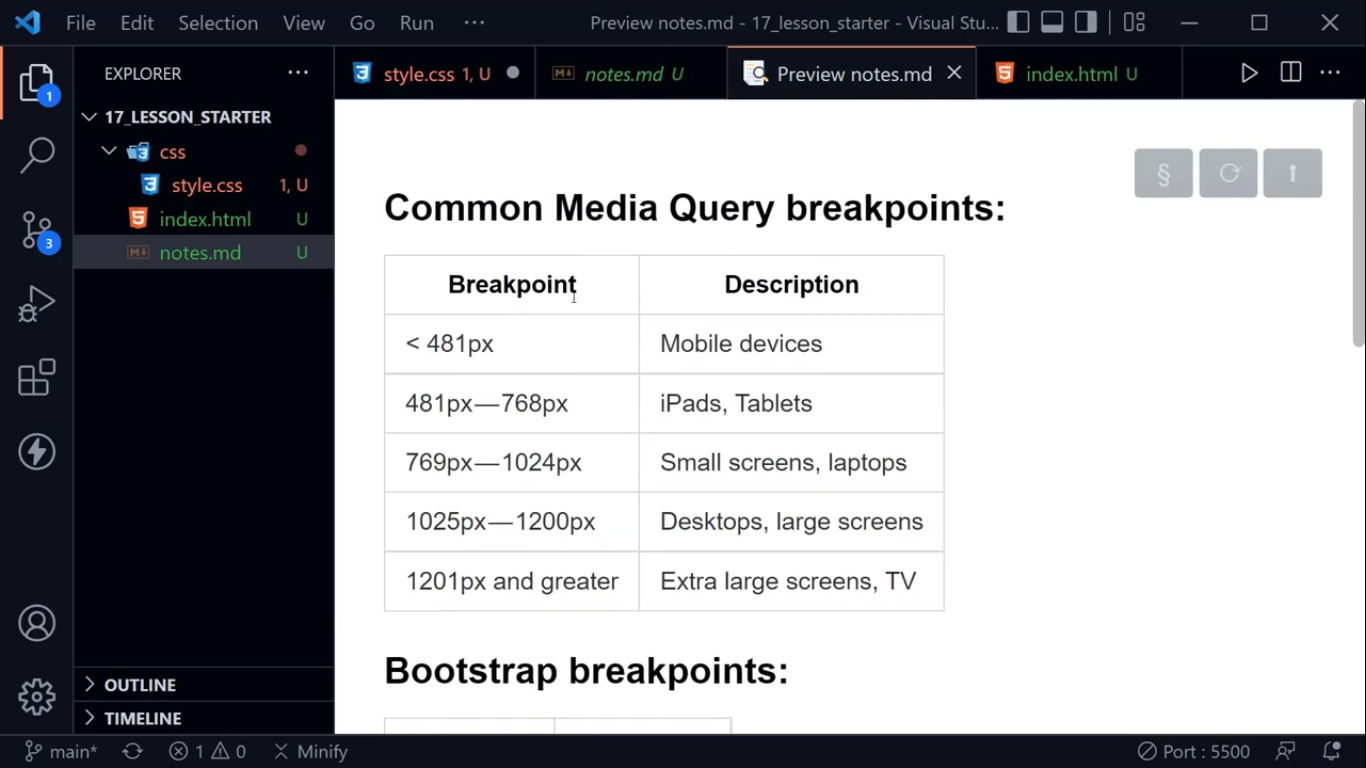 File Edit Selection View Go Run ··· Preview notes.md - 17_lesson_starter - Visual Stu...
EXPLORER ···
style.css 1, U
notes.md U
Preview notes.md
index.html U
1
17_LESSON_STARTER
css
style.css 1, U
index.html U
notes.md U
3
§
Common Media Query breakpoints:
Breakpoint Description
< 481px Mobile devices
481px—768px iPads, Tablets
769px—1024px Small screens, laptops
1025px—1200px Desktops, large screens
1201px and greater Extra large screens, TV
Bootstrap breakpoints:
OUTLINE
TIMELINE
main* 1 0 Minify Port : 5500